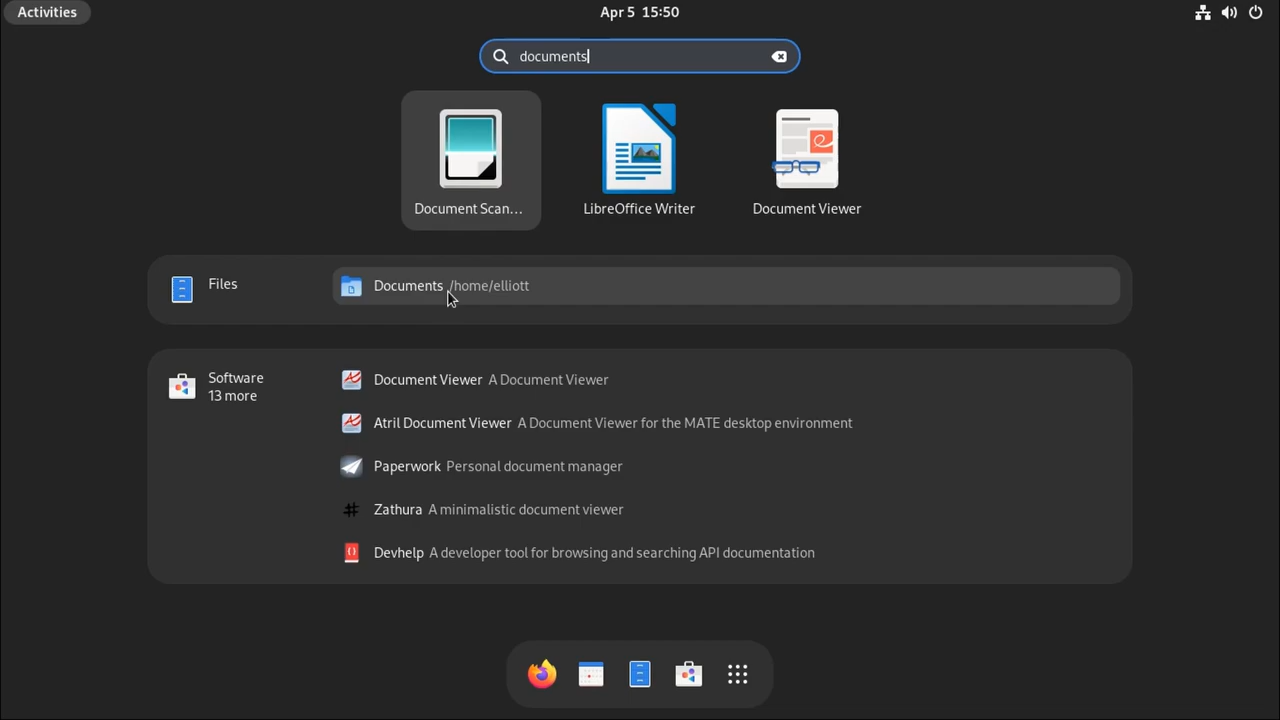 Activities
Apr 5 15:50
documents
Document Scan...
LibreOffice Writer
Document Viewer
Files
Documents /home/elliott
Software
13 more
Document Viewer A Document Viewer
Atril Document Viewer A Document Viewer for the MATE desktop environment
Paperwork Personal document manager
Zathura A minimalistic document viewer
Devhelp A developer tool for browsing and searching API documentation